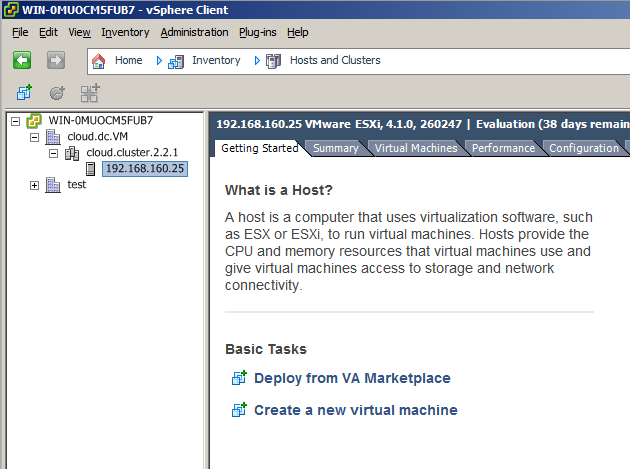 WIN-0MUOCM5FUB7 - vSphere Client
File Edit View Inventory Administration Plug-ins Help
Home Inventory Hosts and Clusters
WIN-0MUOCM5FUB7
cloud.dc.VM
cloud.cluster.2.2.1
192.168.160.25
test
192.168.160.25 VMware ESXi, 4.1.0, 260247 | Evaluation (38 days remain
Getting Started Summary Virtual Machines Performance Configuration
What is a Host?
A host is a computer that uses virtualization software, such
as ESX or ESXi, to run virtual machines. Hosts provide the
CPU and memory resources that virtual machines use and
give virtual machines access to storage and network
connectivity.
Basic Tasks
Deploy from VA Marketplace
Create a new virtual machine